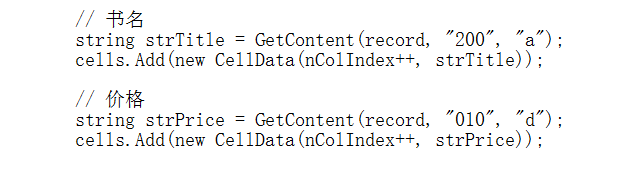 // 书名
string strTitle = GetContent(record, "200", "a");
cells.Add(new CellData(nColIndex++, strTitle));
// 价格
string strPrice = GetContent(record, "010", "d");
cells.Add(new CellData(nColIndex++, strPrice));